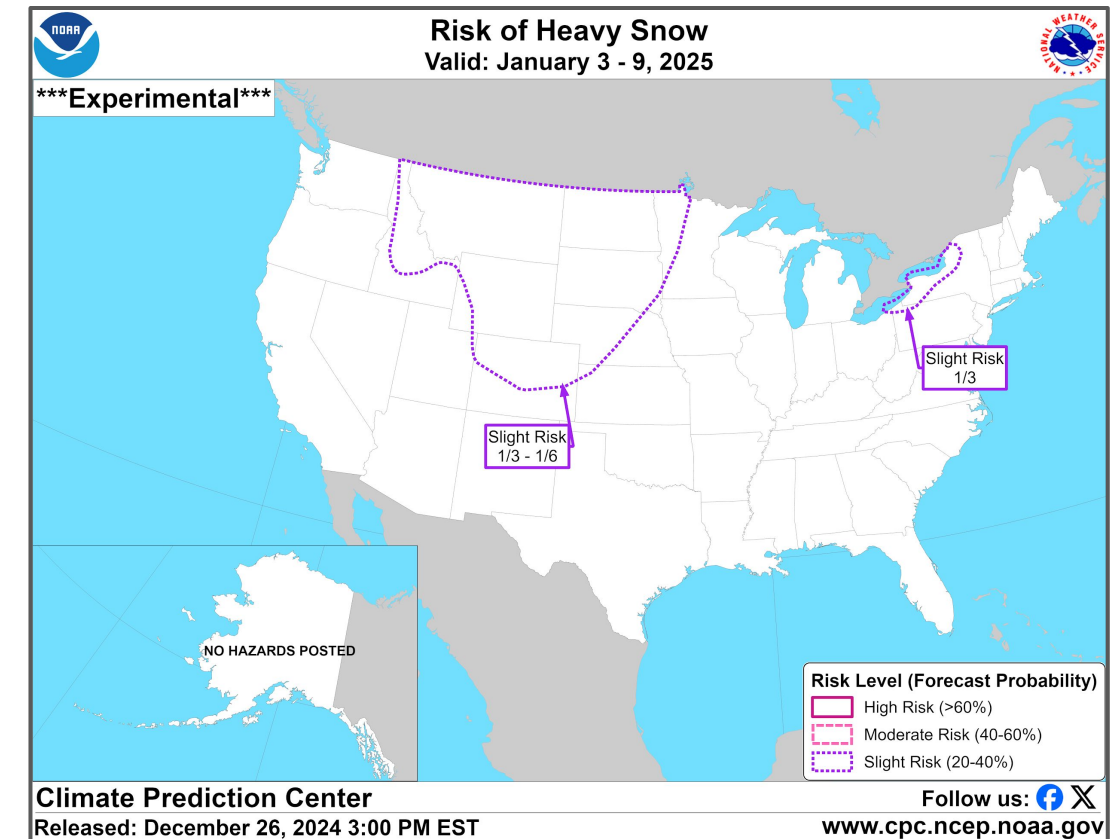 NOAA
Risk of Heavy Snow
Valid: January 3 - 9, 2025
NATIONAL WEATHER SERVICE
***Experimental***
Slight Risk
1/3
Slight Risk
1/3 - 1/6
NO HAZARDS POSTED
Risk Level (Forecast Probability)
High Risk (>60%)
Moderate Risk (40-60%)
Slight Risk (20-40%)
Climate Prediction Center
Follow us:
Released: December 26, 2024 3:00 PM EST
www.cpc.ncep.noaa.gov